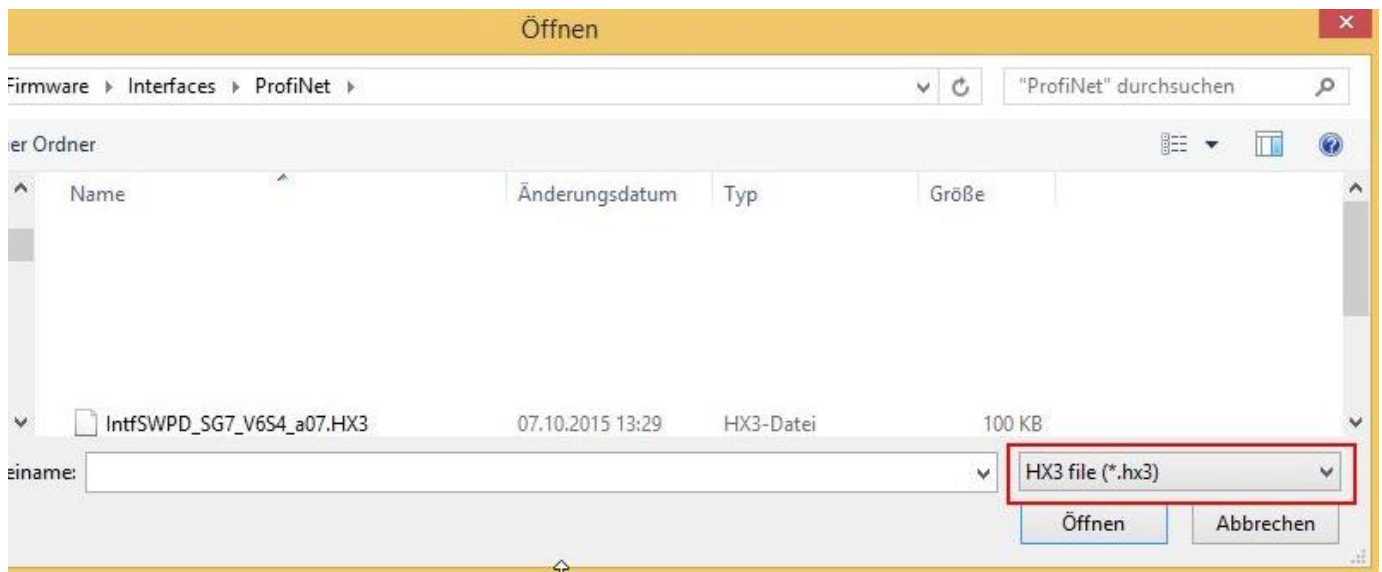 Öffnen
Firmware Interfaces ProfiNet "ProfiNet" durchsuchen
er Ordner
Name Änderungsdatum Typ Größe
IntfSWPD_SG7_V6S4_a07.HX3 07.10.2015 13:29 HX3-Datei 100 KB
einame: HX3 file (*.hx3)
Öffnen Abbrechen